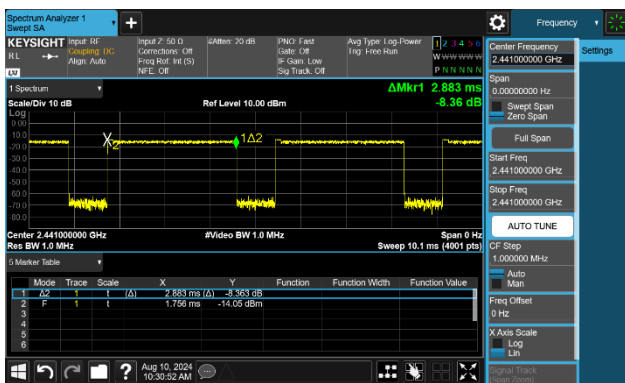 Spectrum Analyzer 1
Swept SA
Frequency
KEYSIGHT Input: RF Input Z: 50 Ω #Atten: 20 dB PNO: Fast Avg Type: Log-Power 1 2 3 4 5 6
RL Coupling: DC Corrections: Off Gate: Off Trig: Free Run W W W W W W
Align: Auto Freq Ref: Int (S) IF Gain: Low P N N N N N
NFE: Off Sig Track: Off
LXI
1 Spectrum
ΔMkr1 2.883 ms
Scale/Div 10 dB Ref Level 10.00 dBm -8.36 dB
Log
0.00
-10.0
-20.0
-30.0
-40.0
-50.0
-60.0
-70.0
-80.0
X2
1Δ2
Center 2.441000000 GHz #Video BW 1.0 MHz Span 0 Hz
Res BW 1.0 MHz Sweep 10.1 ms (4001 pts)
5 Marker Table
Mode Trace Scale X Y Function Function Width Function Value
1 Δ2 1 t (Δ) 2.883 ms (Δ) -8.363 dB
2 F 1 t 1.756 ms -14.05 dBm
3
4
5
6
Aug 10, 2024
10:30:52 AM
Center Frequency
2.441000000 GHz
Settings
Span
0.00000000 Hz
Swept Span
Zero Span
Full Span
Start Freq
2.441000000 GHz
Stop Freq
2.441000000 GHz
AUTO TUNE
CF Step
1.000000 MHz
Auto
Man
Freq Offset
0 Hz
X Axis Scale
Log
Lin
Signal Track
(Span Zoom)